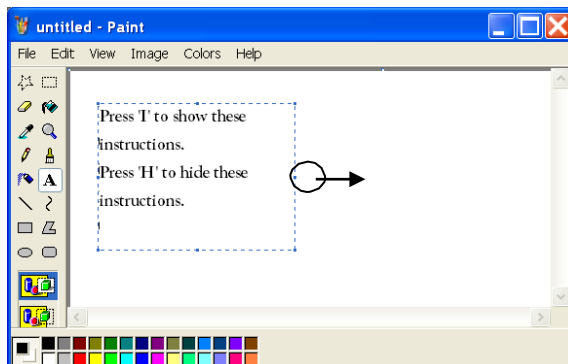 untitled - Paint
File Edit View Image Colors Help
A
Press 'I' to show these
instructions.
Press 'H' to hide these
instructions.